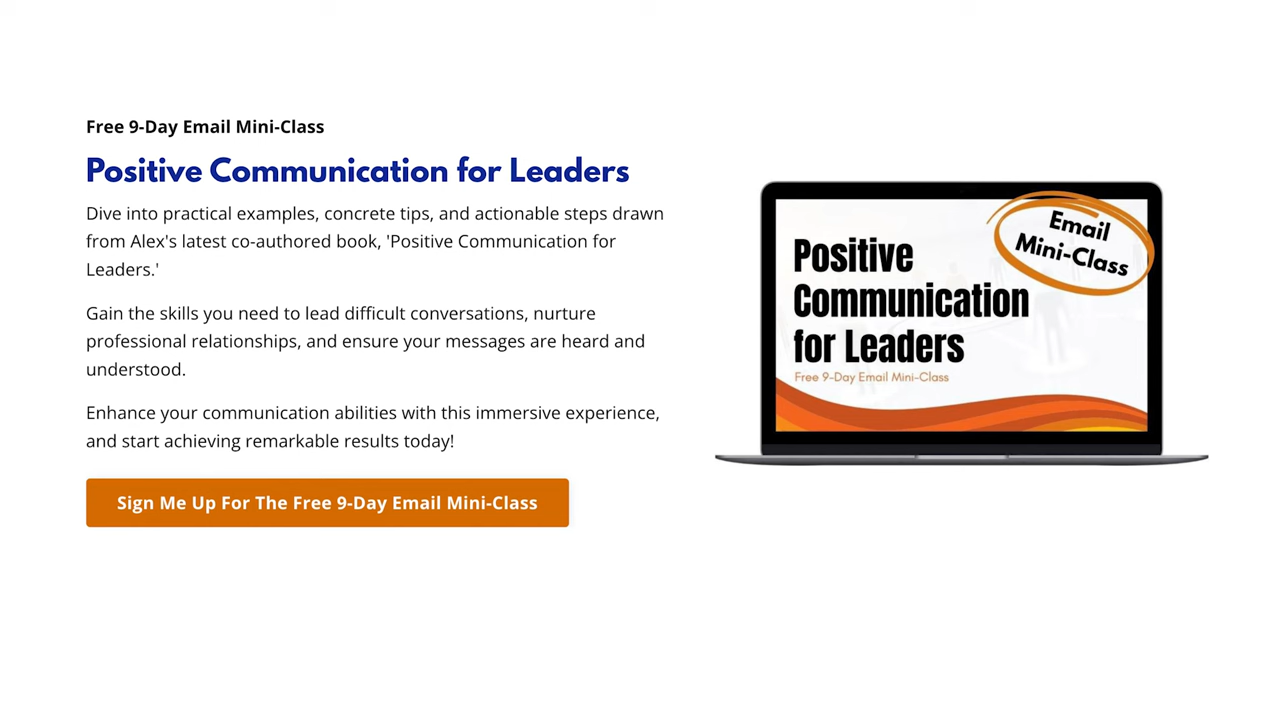 Free 9-Day Email Mini-Class
Positive Communication for Leaders
Dive into practical examples, concrete tips, and actionable steps drawn
from Alex's latest co-authored book, 'Positive Communication for
Leaders.'
Gain the skills you need to lead difficult conversations, nurture
professional relationships, and ensure your messages are heard and
understood.
Enhance your communication abilities with this immersive experience,
and start achieving remarkable results today!
Sign Me Up For The Free 9-Day Email Mini-Class
Email
Mini-Class
Positive
Communication
for Leaders
Free 9-Day Email Mini-Class